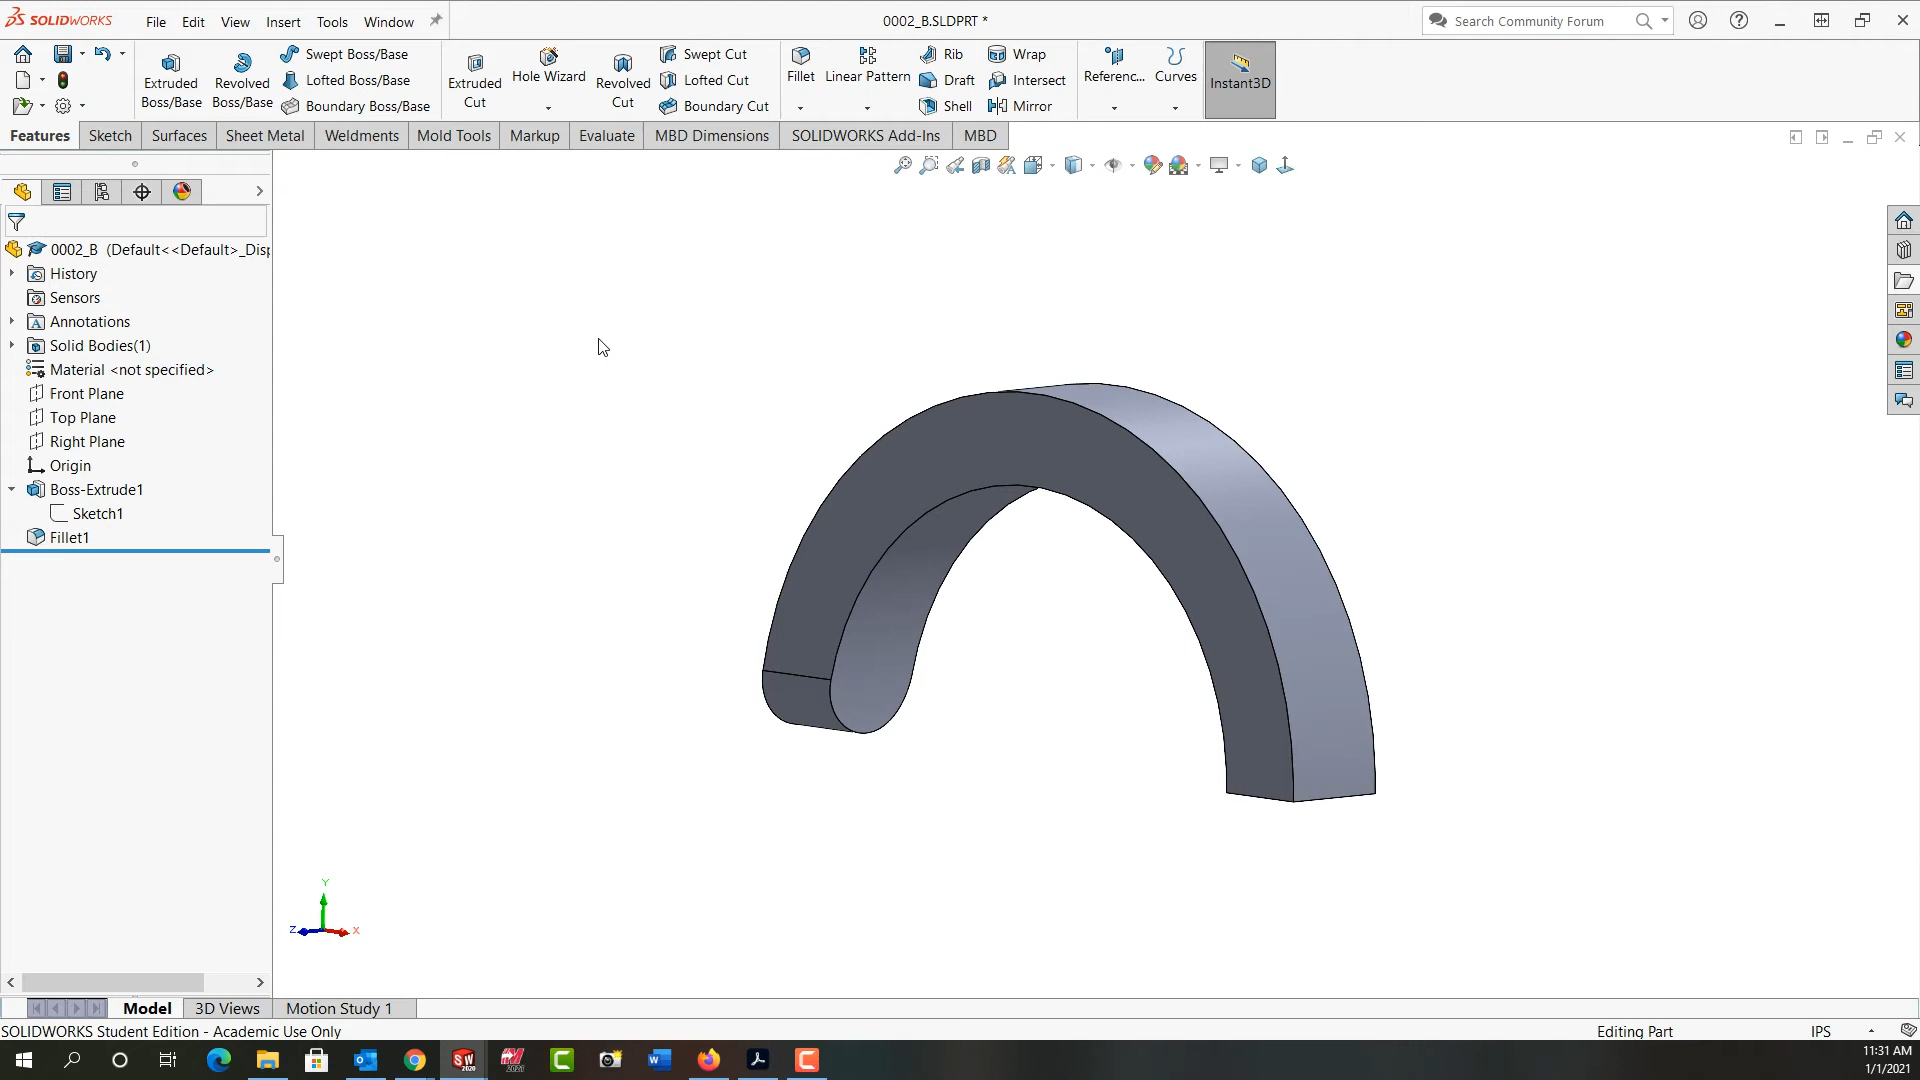 SOLIDWORKS File Edit View Insert Tools Window 0002_B.SLDPRT * Search Community Forum
Extruded Boss/Base
Revolved Boss/Base
Swept Boss/Base
Lofted Boss/Base
Boundary Boss/Base
Extruded Cut
Hole Wizard
Revolved Cut
Swept Cut
Lofted Cut
Boundary Cut
Fillet
Linear Pattern
Rib
Draft
Shell
Wrap
Intersect
Mirror
Referenc...
Curves
Instant3D
Features Sketch Surfaces Sheet Metal Weldments Mold Tools Markup Evaluate MBD Dimensions SOLIDWORKS Add-Ins MBD
0002_B (Default<<Default>_Disp
History
Sensors
Annotations
Solid Bodies(1)
Material <not specified>
Front Plane
Top Plane
Right Plane
Origin
Boss-Extrude1
Sketch1
Fillet1
Y
Z X
Model 3D Views Motion Study 1
SOLIDWORKS Student Edition - Academic Use Only Editing Part IPS
11:31 AM
1/1/2021